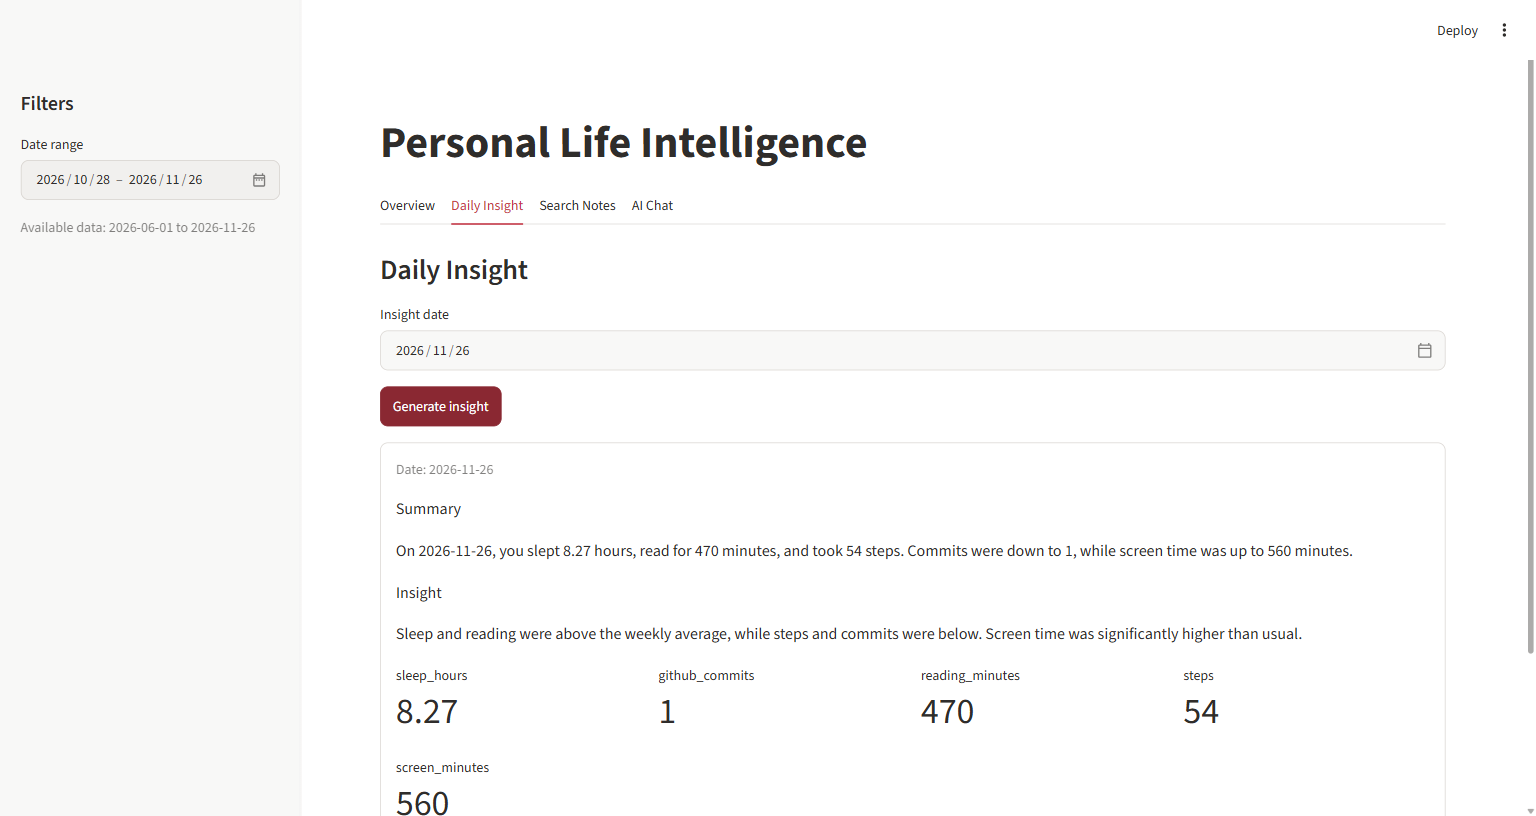 Deploy
Filters
Date range
2026/10/28 – 2026/11/26
Available data: 2026-06-01 to 2026-11-26
Personal Life Intelligence
Overview Daily Insight Search Notes AI Chat
Daily Insight
Insight date
2026/11/26
Generate insight
Date: 2026-11-26
Summary
On 2026-11-26, you slept 8.27 hours, read for 470 minutes, and took 54 steps. Commits were down to 1, while screen time was up to 560 minutes.
Insight
Sleep and reading were above the weekly average, while steps and commits were below. Screen time was significantly higher than usual.
sleep_hours github_commits reading_minutes steps
8.27 1 470 54
screen_minutes
560